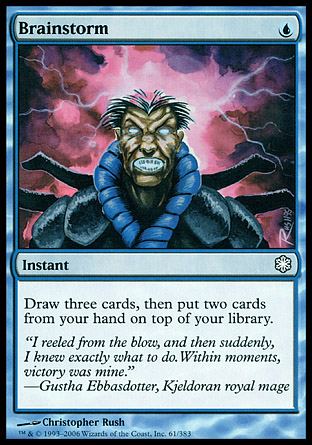 Brainstorm
Instant
Draw three cards, then put two cards
from your hand on top of your library.
“I reeled from the blow, and then suddenly,
I knew exactly what to do. Within moments,
victory was mine.”
—Gustha Ebbasdotter, Kjeldoran royal mage
Christopher Rush
™ & © 1993–2006 Wizards of the Coast, Inc. 61/383